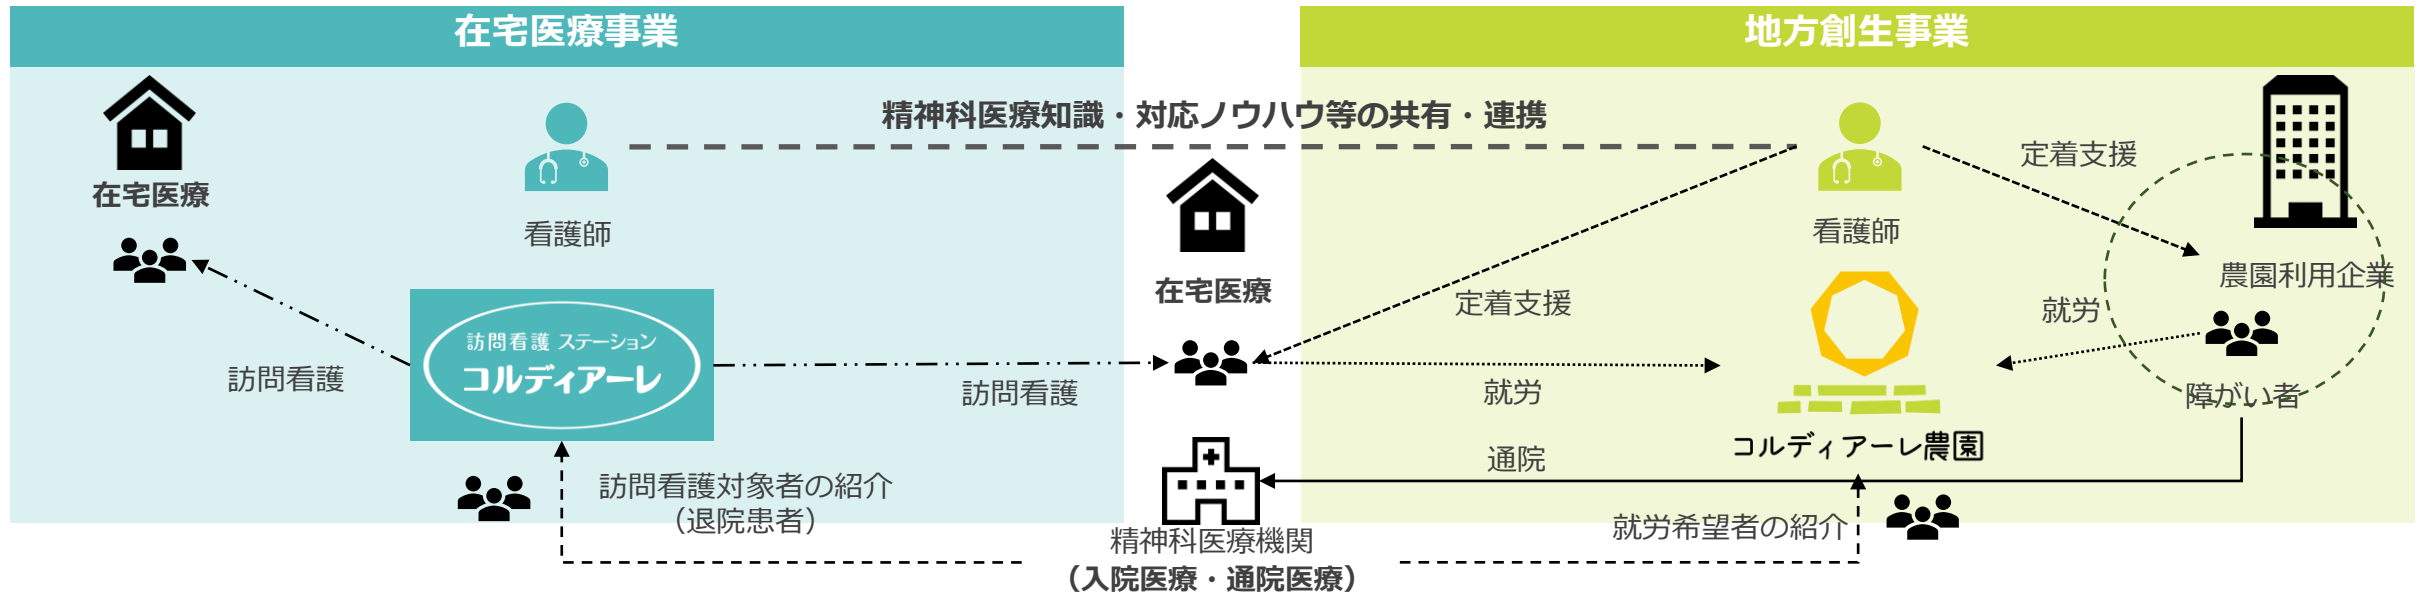 在宅医療事業
地方創生事業
精神科医療知識・対応ノウハウ等の共有・連携
在宅医療
看護師
訪問看護
訪問看護 ステーション
コルディアーレ
訪問看護
訪問看護対象者の紹介
（退院患者）
在宅医療
精神科医療機関
（入院医療・通院医療）
定着支援
就労
通院
看護師
コルディアーレ農園
就労希望者の紹介
定着支援
農園利用企業
就労
障がい者